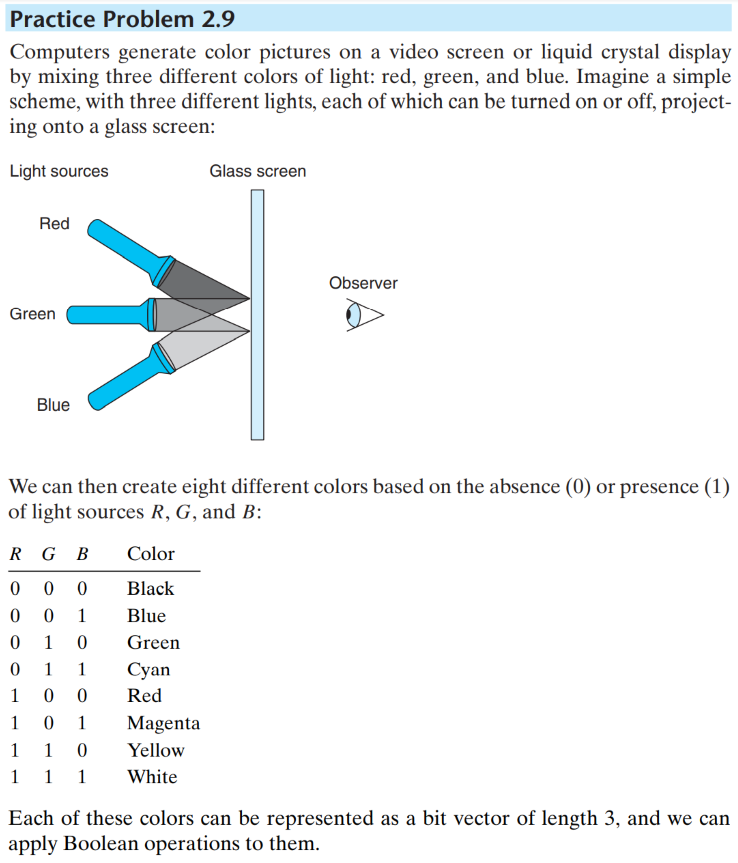 Practice Problem 2.9
Computers generate color pictures on a video screen or liquid crystal display
by mixing three different colors of light: red, green, and blue. Imagine a simple
scheme, with three different lights, each of which can be turned on or off, project-
ing onto a glass screen:
Light sources Glass screen
Red
Observer
Green
Blue
We can then create eight different colors based on the absence (0) or presence (1)
of light sources R, G, and B:
R G B Color
0 0 0 Black
0 0 1 Blue
0 1 0 Green
0 1 1 Cyan
1 0 0 Red
1 0 1 Magenta
1 1 0 Yellow
1 1 1 White
Each of these colors can be represented as a bit vector of length 3, and we can
apply Boolean operations to them.